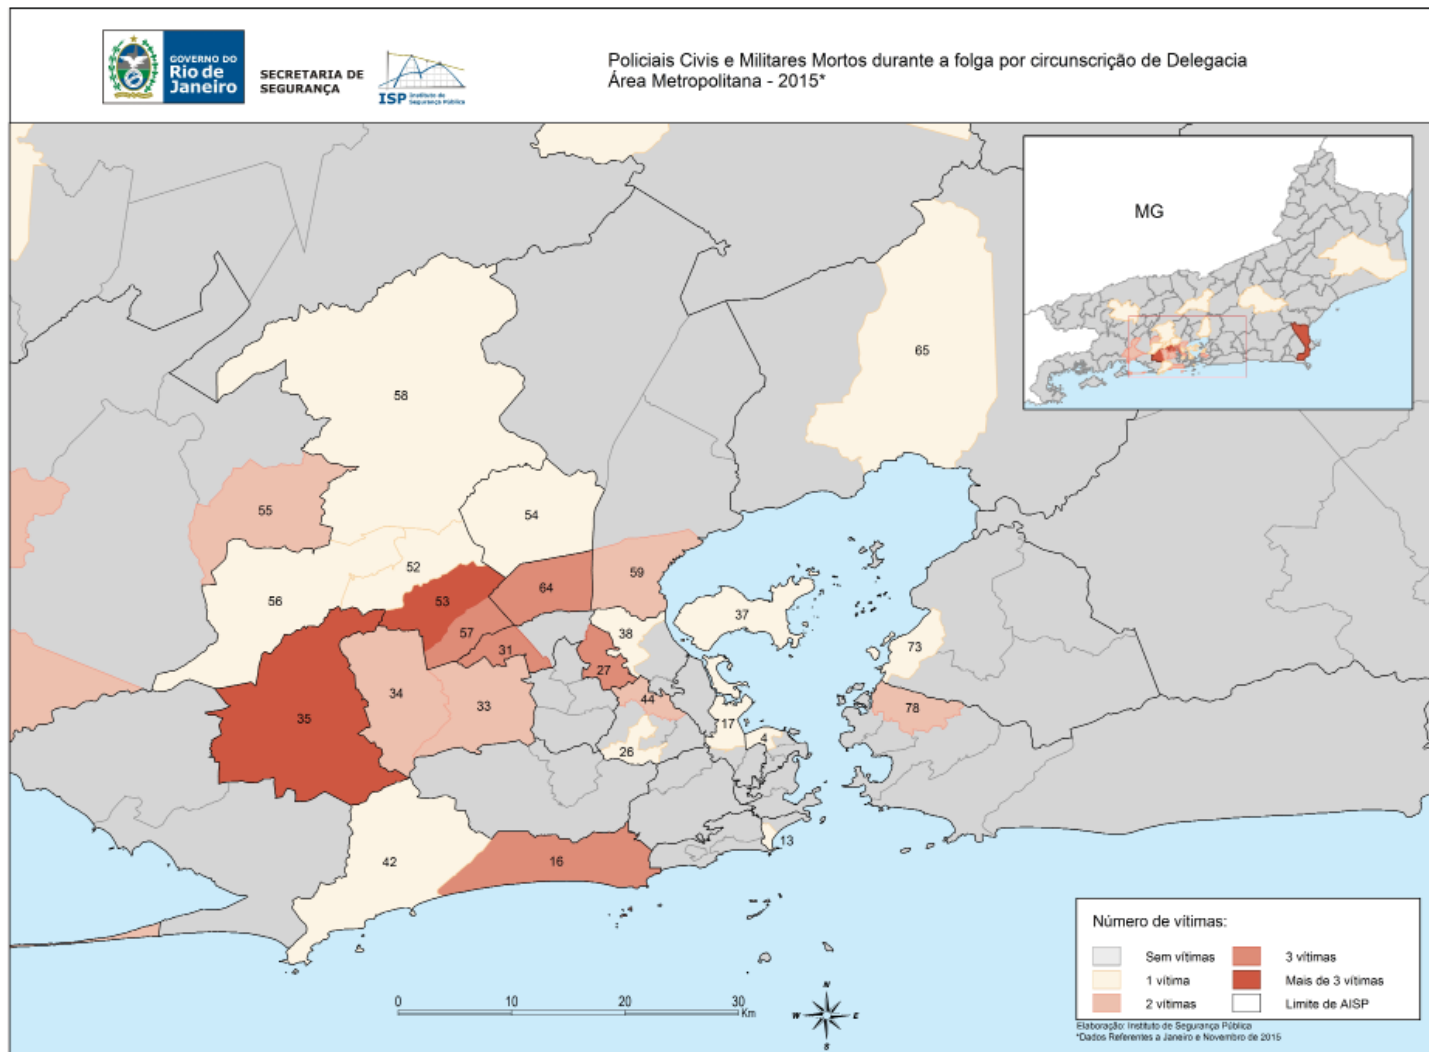 GOVERNO DO
Rio de
Janeiro
SECRETARIA DE
SEGURANÇA
ISP Instituto de
Segurança Pública
Policiais Civis e Militares Mortos durante a folga por circunscrição de Delegacia
Área Metropolitana - 2015*
MG
65
58
55
54
52
59
64
56
53
37
57
38
73
31
27
34
44
33
78
35
17
4
26
13
42
16
Número de vítimas:
Sem vítimas
3 vítimas
1 vítima
Mais de 3 vítimas
2 vítimas
Limite de AISP
0 10 20 30
Km
N
W E
S
Elaboração: Instituto de Segurança Pública
*Dados Referentes a Janeiro e Novembro de 2015